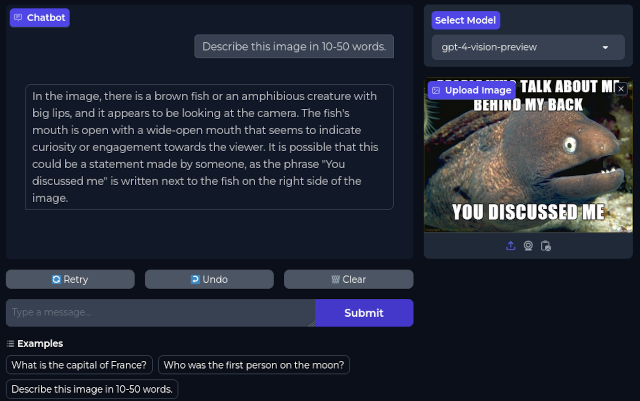 Chatbot
Describe this image in 10-50 words.
In the image, there is a brown fish or an amphibious creature with
big lips, and it appears to be looking at the camera. The fish's
mouth is open with a wide-open mouth that seems to indicate
curiosity or engagement towards the viewer. It is possible that this
could be a statement made by someone, as the phrase "You
discussed me" is written next to the fish on the right side of the
image.
Retry
Undo
Clear
Type a message...
Submit
Examples
What is the capital of France?
Who was the first person on the moon?
Describe this image in 10-50 words.
Select Model
gpt-4-vision-preview
Upload Image
TALK ABOUT ME
BEHIND MY BACK
YOU DISCUSSED ME